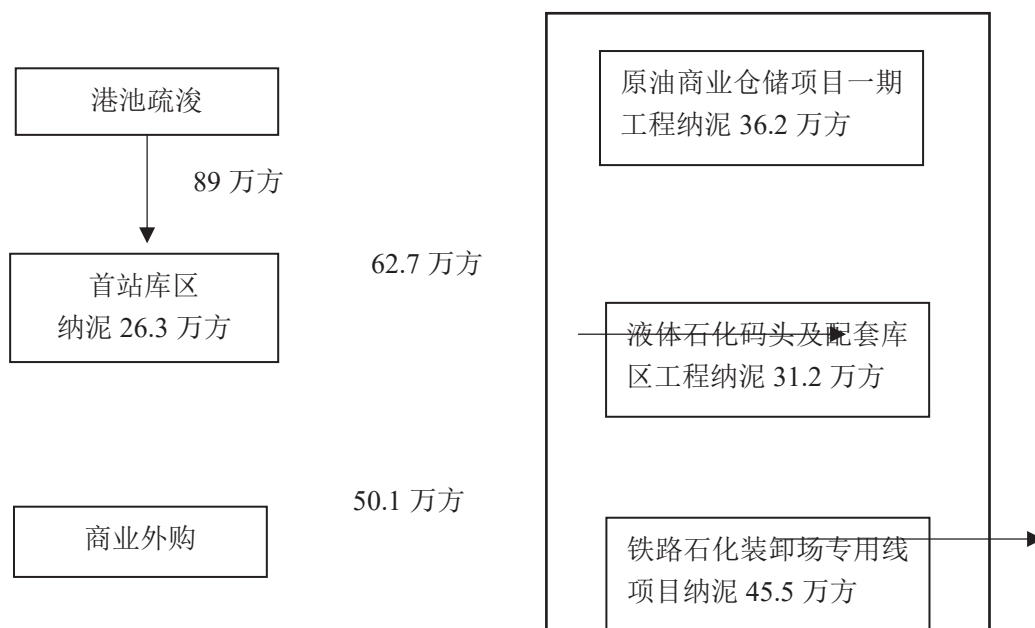 港池疏浚
89 万方
首站库区
纳泥 26.3 万方
62.7 万方
50.1 万方
商业外购
原油商业仓储项目一期
工程纳泥 36.2 万方
液体石化码头及配套库
区工程纳泥 31.2 万方
铁路石化装卸场专用线
项目纳泥 45.5 万方